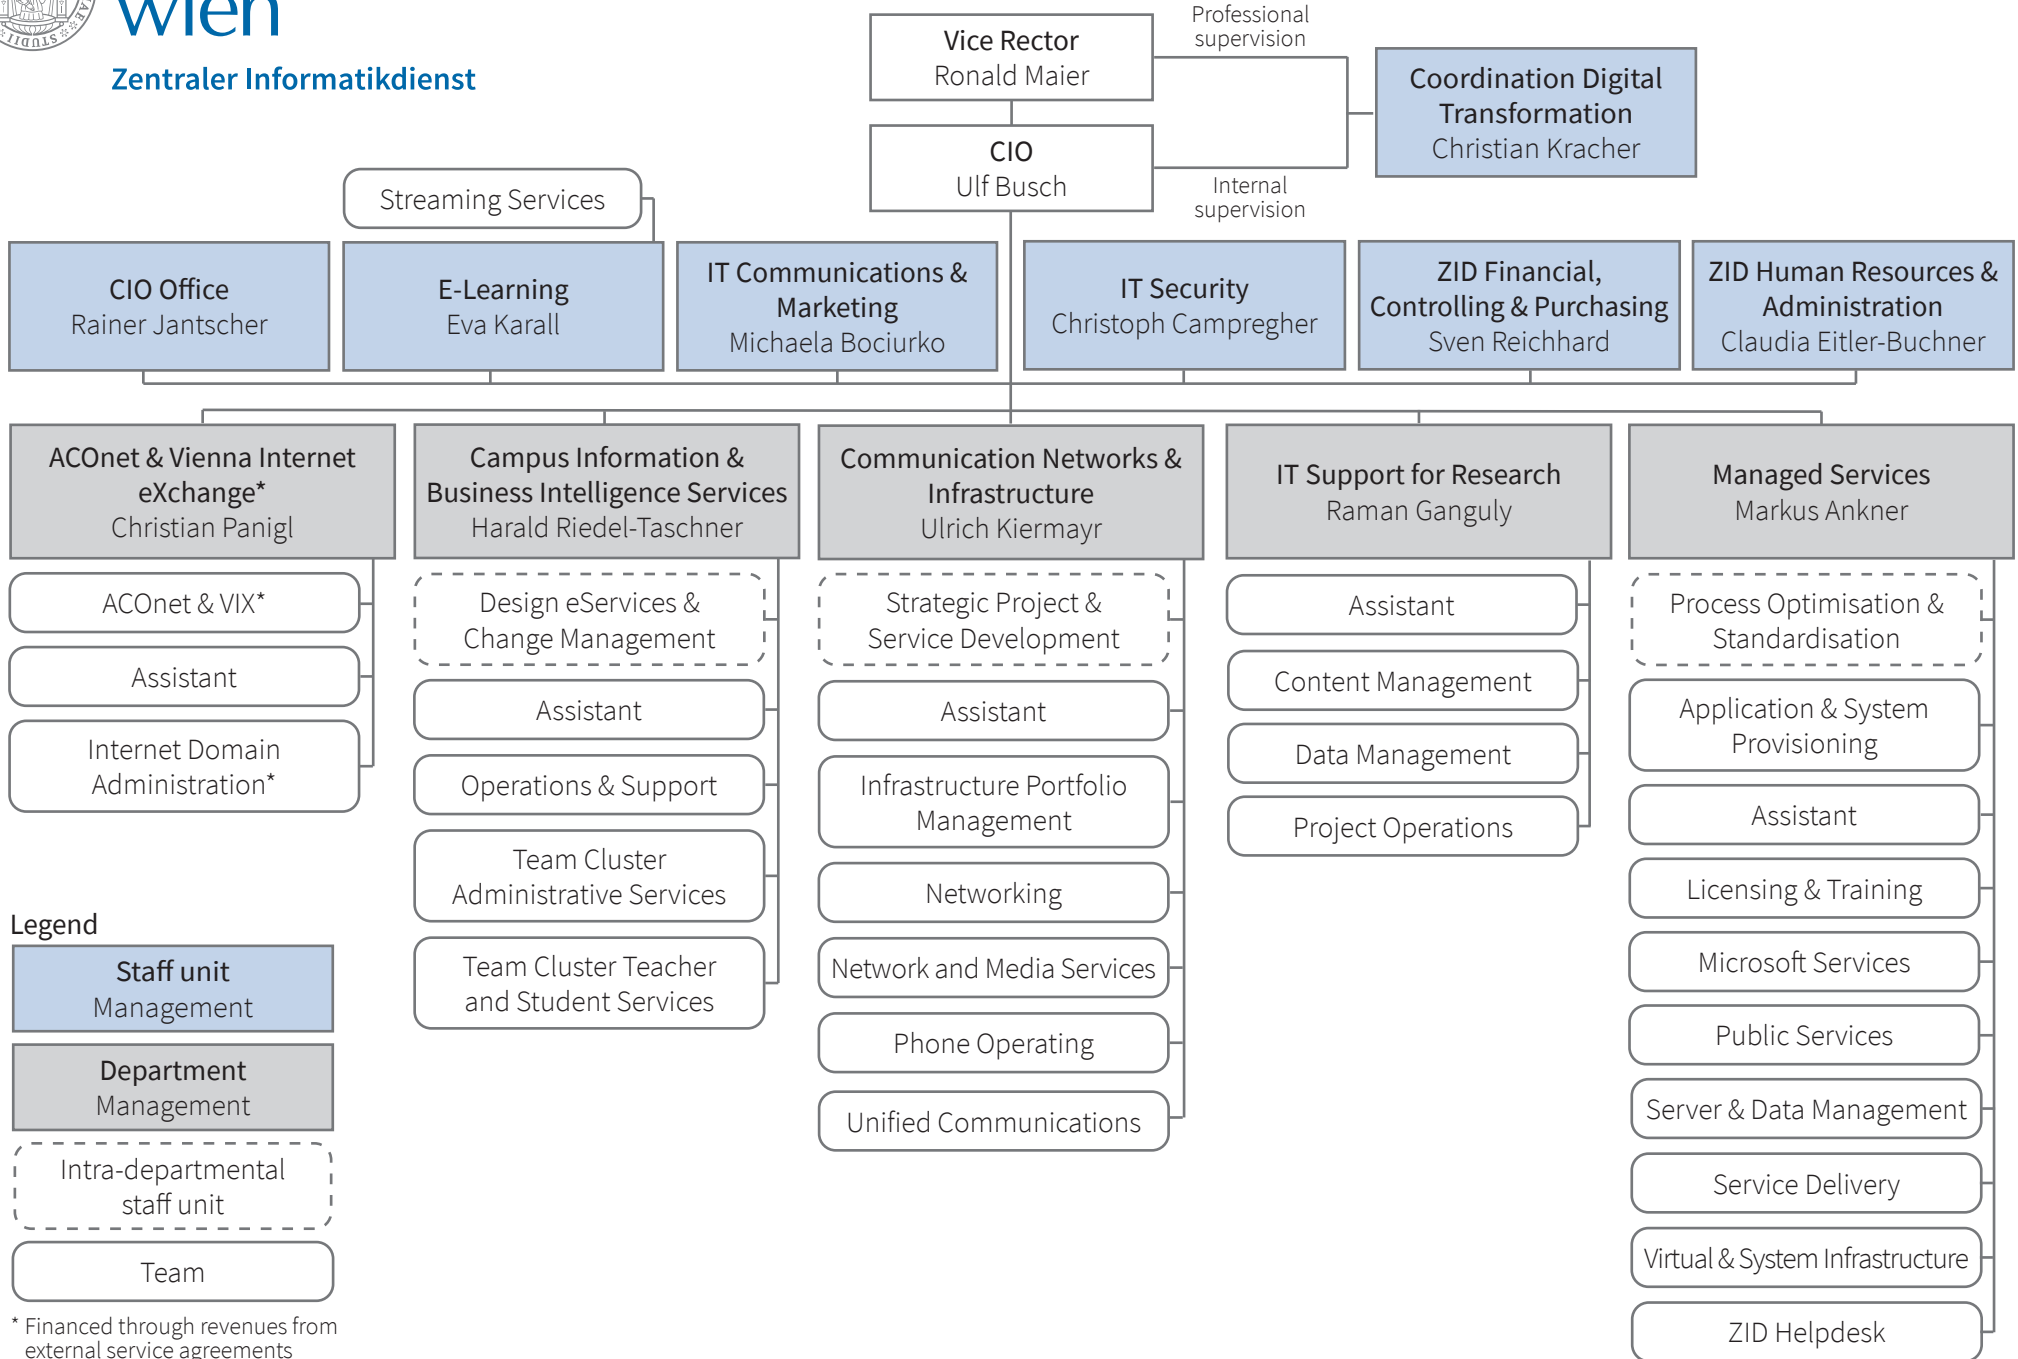 wien
Zentraler Informatikdienst
Vice Rector
Ronald Maier
Professional
supervision
Coordination Digital
Transformation
Christian Kracher
CIO
Ulf Busch
Internal
supervision
Streaming Services
CIO Office
Rainer Jantscher
E-Learning
Eva Karall
IT Communications &
Marketing
Michaela Bociurko
IT Security
Christoph Campregher
ZID Financial,
Controlling & Purchasing
Sven Reichhard
ZID Human Resources &
Administration
Claudia Eitler-Buchner
ACOnet & Vienna Internet
eXchange*
Christian Panigl
ACOnet & VIX*
Assistant
Internet Domain
Administration*
Campus Information &
Business Intelligence Services
Harald Riedel-Taschner
Design eServices &
Change Management
Assistant
Operations & Support
Team Cluster
Administrative Services
Team Cluster Teacher
and Student Services
Communication Networks &
Infrastructure
Ulrich Kiermayr
Strategic Project &
Service Development
Assistant
Infrastructure Portfolio
Management
Networking
Network and Media Services
Phone Operating
Unified Communications
IT Support for Research
Raman Ganguly
Assistant
Content Management
Data Management
Project Operations
Managed Services
Markus Ankner
Process Optimisation &
Standardisation
Application & System
Provisioning
Assistant
Licensing & Training
Microsoft Services
Public Services
Server & Data Management
Service Delivery
Virtual & System Infrastructure
ZID Helpdesk
Legend
Staff unit
Management
Department
Management
Intra-departmental
staff unit
Team
* Financed through revenues from
external service agreements